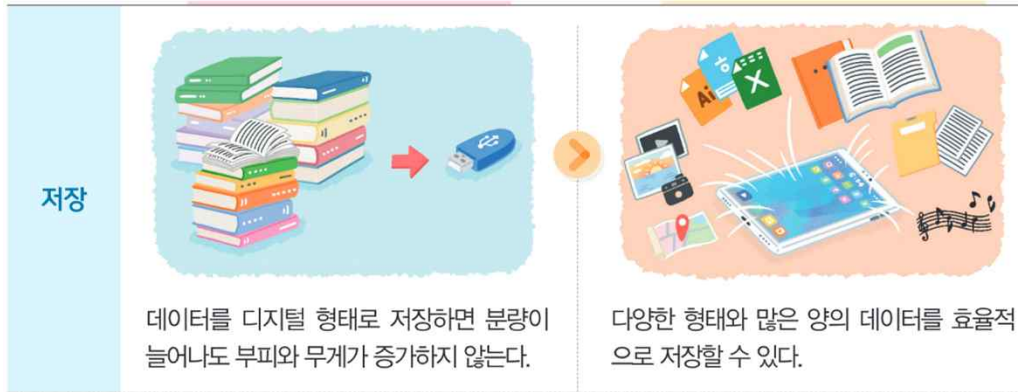 저장
데이터를 디지털 형태로 저장하면 분량이
늘어나도 부피와 무게가 증가하지 않는다.
Ai
ㅎ
X
다양한 형태와 많은 양의 데이터를 효율적
으로 저장할 수 있다.